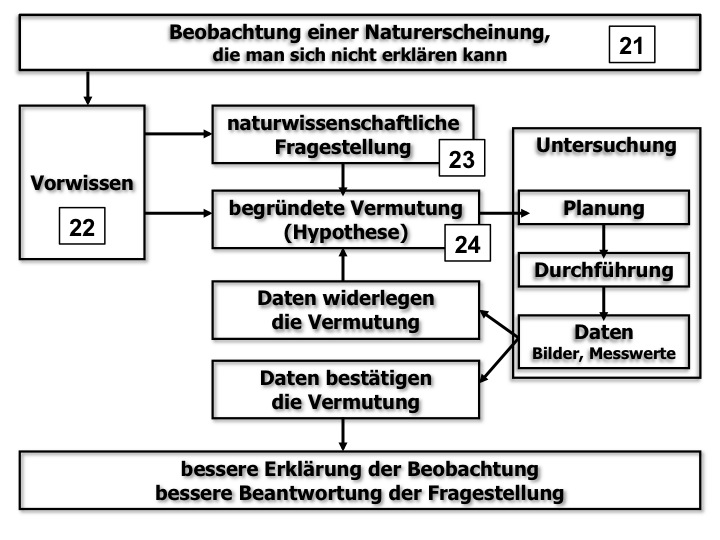 Beobachtung einer Naturerscheinung,
die man sich nicht erklären kann
21
Vorwissen
22
naturwissenschaftliche
Fragestellung
23
begründete Vermutung
(Hypothese)
24
Untersuchung
Planung
Durchführung
Daten
Bilder, Messwerte
Daten widerlegen
die Vermutung
Daten bestätigen
die Vermutung
bessere Erklärung der Beobachtung
bessere Beantwortung der Fragestellung